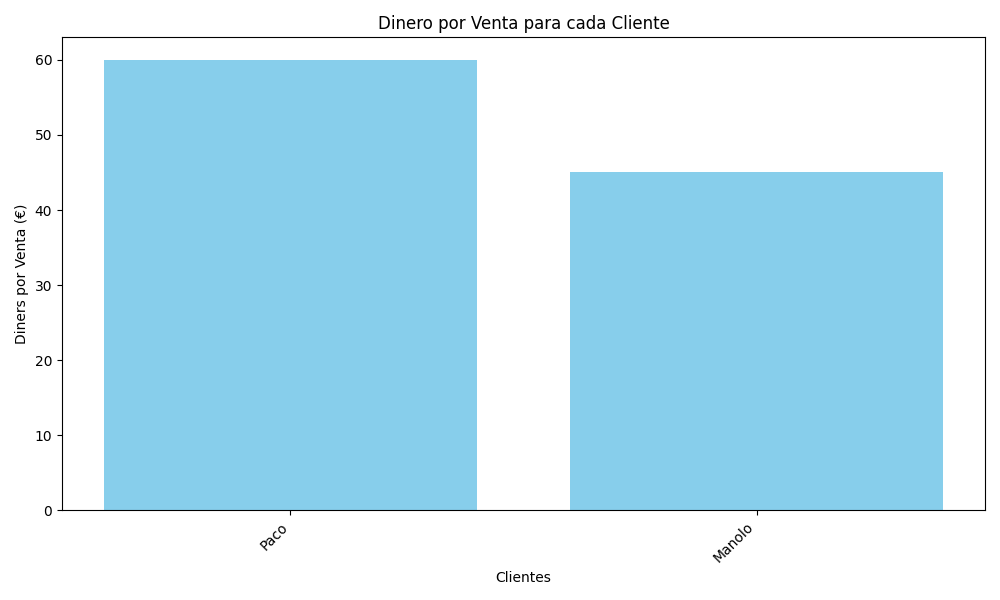 Dinero por Venta para cada Cliente
Diners por Venta (€)
60
50
40
30
20
10
0
Paco
Manolo
Clientes